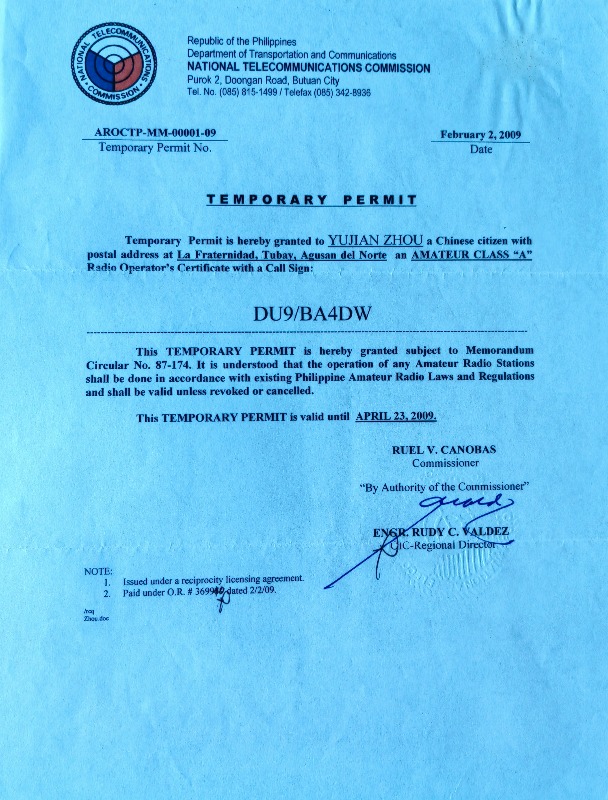 NATIONAL TELECOMMUNICATIONS COMMISSION
Republic of the Philippines
Department of Transportation and Communications
NATIONAL TELECOMMUNICATIONS COMMISSION
Purok 2, Doongan Road, Butuan City
Tel. No. (085) 815-1499 / Telefax (085) 342-8936
AROCTP-MM-00001-09 February 2, 2009
Temporary Permit No. Date
TEMPORARY PERMIT
Temporary Permit is hereby granted to YUJIAN ZHOU a Chinese citizen with
postal address at La Fraternidad, Tubay, Agusan del Norte an AMATEUR CLASS “A”
Radio Operator’s Certificate with a Call Sign:
DU9/BA4DW
This TEMPORARY PERMIT is hereby granted subject to Memorandum
Circular No. 87-174. It is understood that the operation of any Amateur Radio Stations
shall be done in accordance with existing Philippine Amateur Radio Laws and Regulations
and shall be valid unless revoked or cancelled.
This TEMPORARY PERMIT is valid until APRIL 23, 2009.
RUEL V. CANOBAS
Commissioner
“By Authority of the Commissioner”
ENGR. RUDY C. VALDEZ
OIC-Regional Director
NOTE:
1. Issued under a reciprocity licensing agreement.
2. Paid under O.R. # dated 2/2/09.
/rcq
Zhou.doc